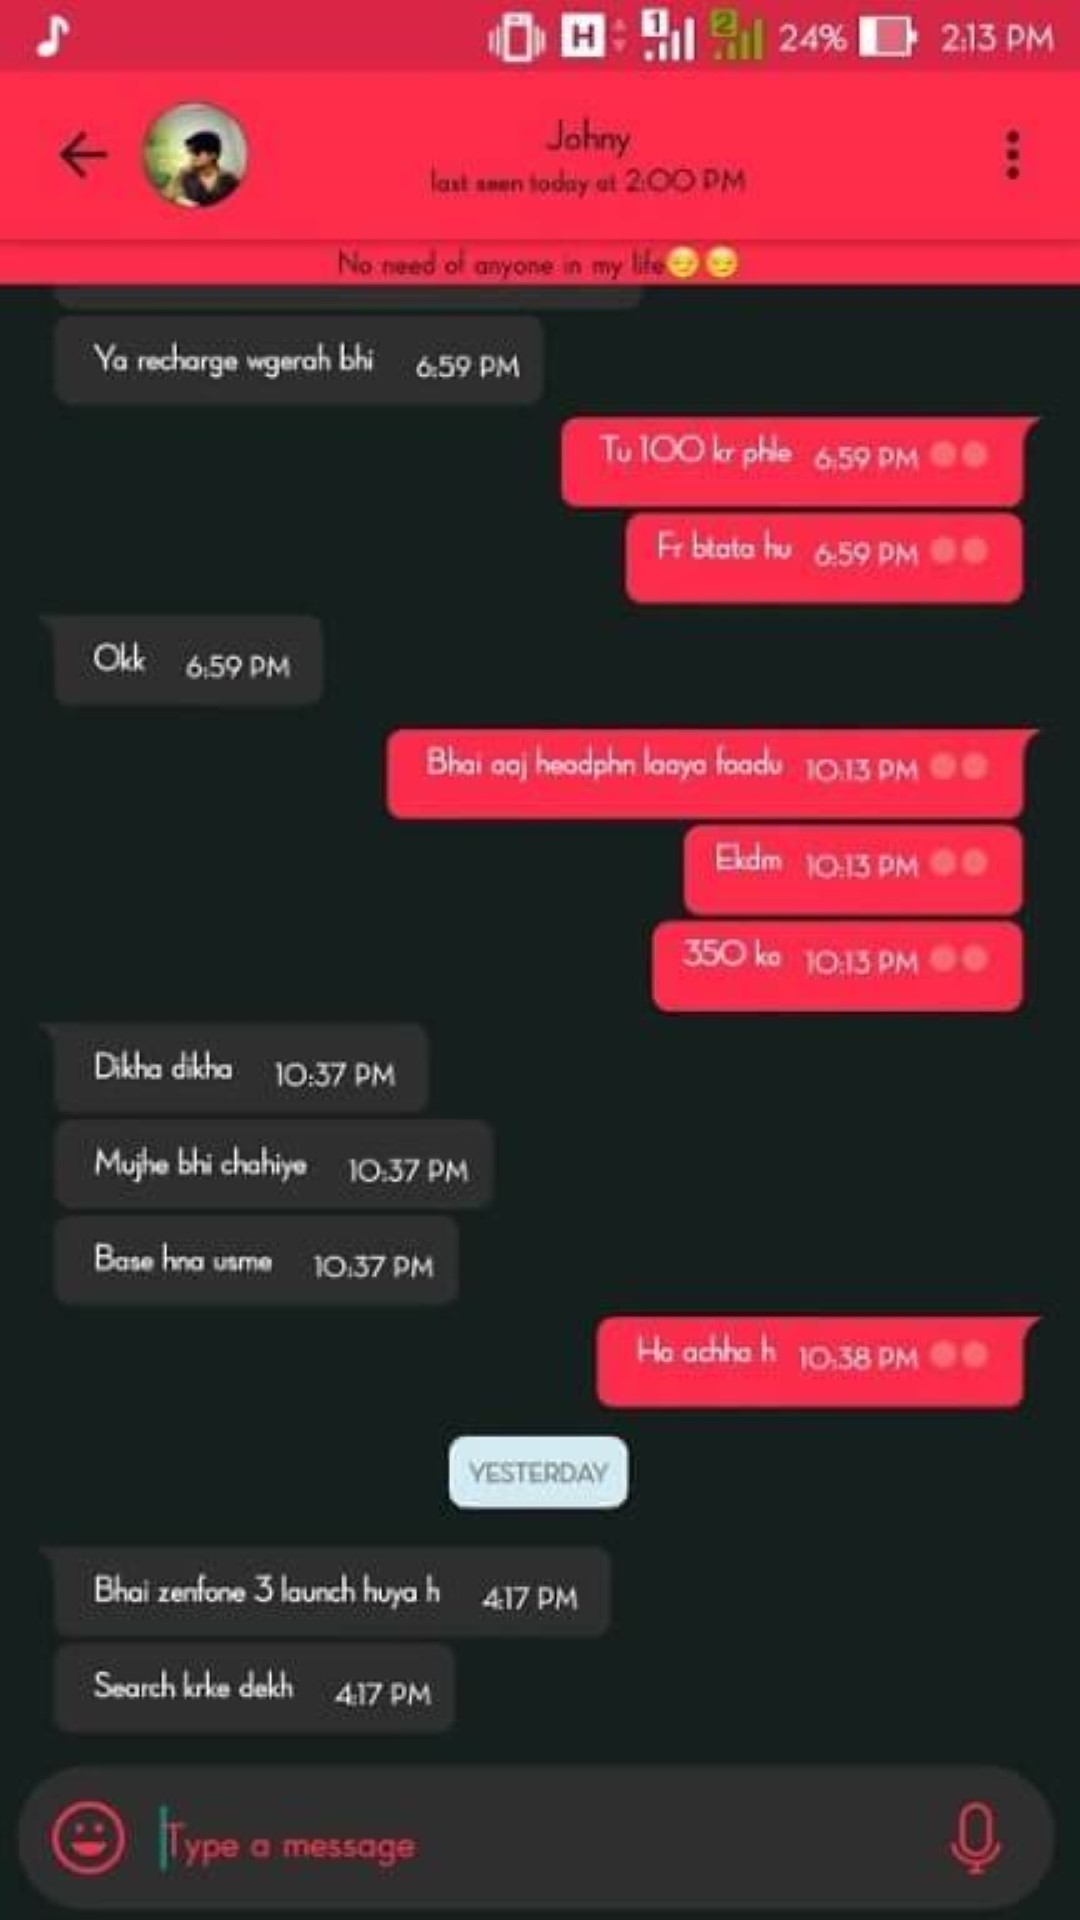 H 1 2 24% 2:13 PM
Johny
last seen today at 2:00 PM
No need of anyone in my life😏😏
Ya recharge wgerah bhi 6:59 PM
Tu 100 kr phle 6:59 PM
Fr btata hu 6:59 PM
Okk 6:59 PM
Bhai aaj headphn laaya faadu 10:13 PM
Ekdm 10:13 PM
350 ka 10:13 PM
Dikha dikha 10:37 PM
Mujhe bhi chahiye 10:37 PM
Base hna usme 10:37 PM
Ha achha h 10:38 PM
YESTERDAY
Bhai zenfone 3 launch huya h 4:17 PM
Search krke dekh 4:17 PM
Type a message